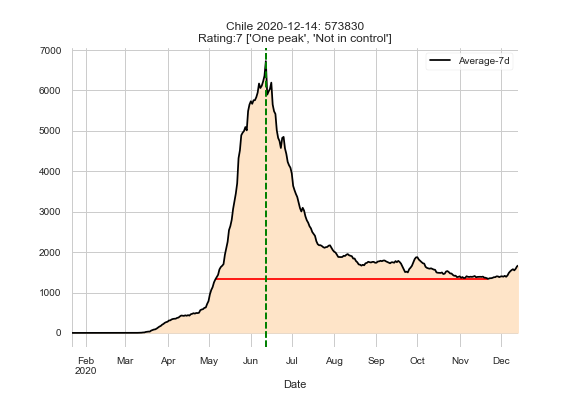 Chile 2020-12-14: 573830
Rating:7 ['One peak', 'Not in control']
Average-7d
7000
6000
5000
4000
3000
2000
1000
0
Feb Mar Apr May Jun Jul Aug Sep Oct Nov Dec
2020
Date